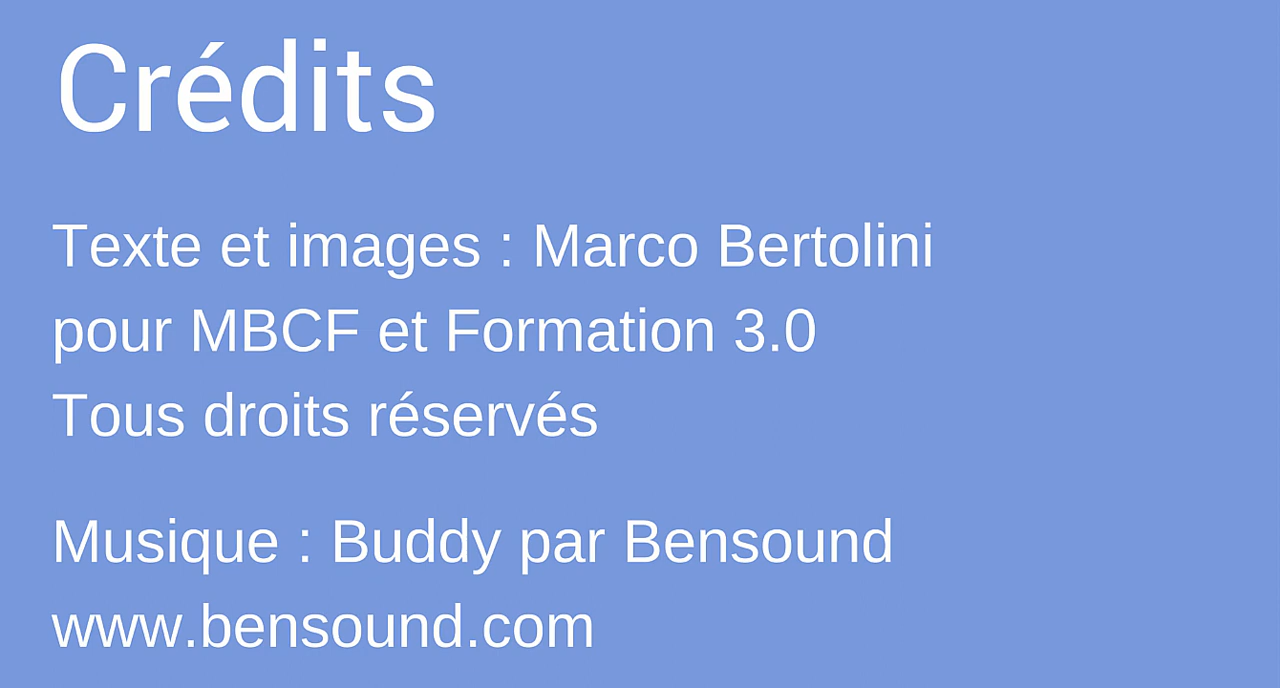 Crédits
Texte et images : Marco Bertolini
pour MBCF et Formation 3.0
Tous droits réservés
Musique : Buddy par Bensound
www.bensound.com